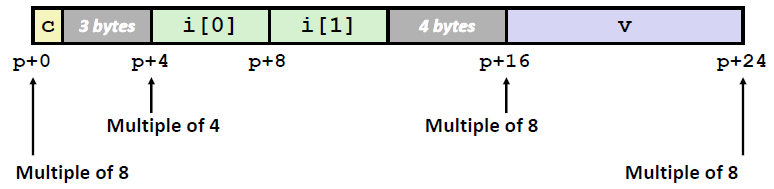 c 3 bytes i[0] i[1] 4 bytes v
p+0 p+4 p+8 p+16 p+24
Multiple of 4 Multiple of 8
Multiple of 8 Multiple of 8